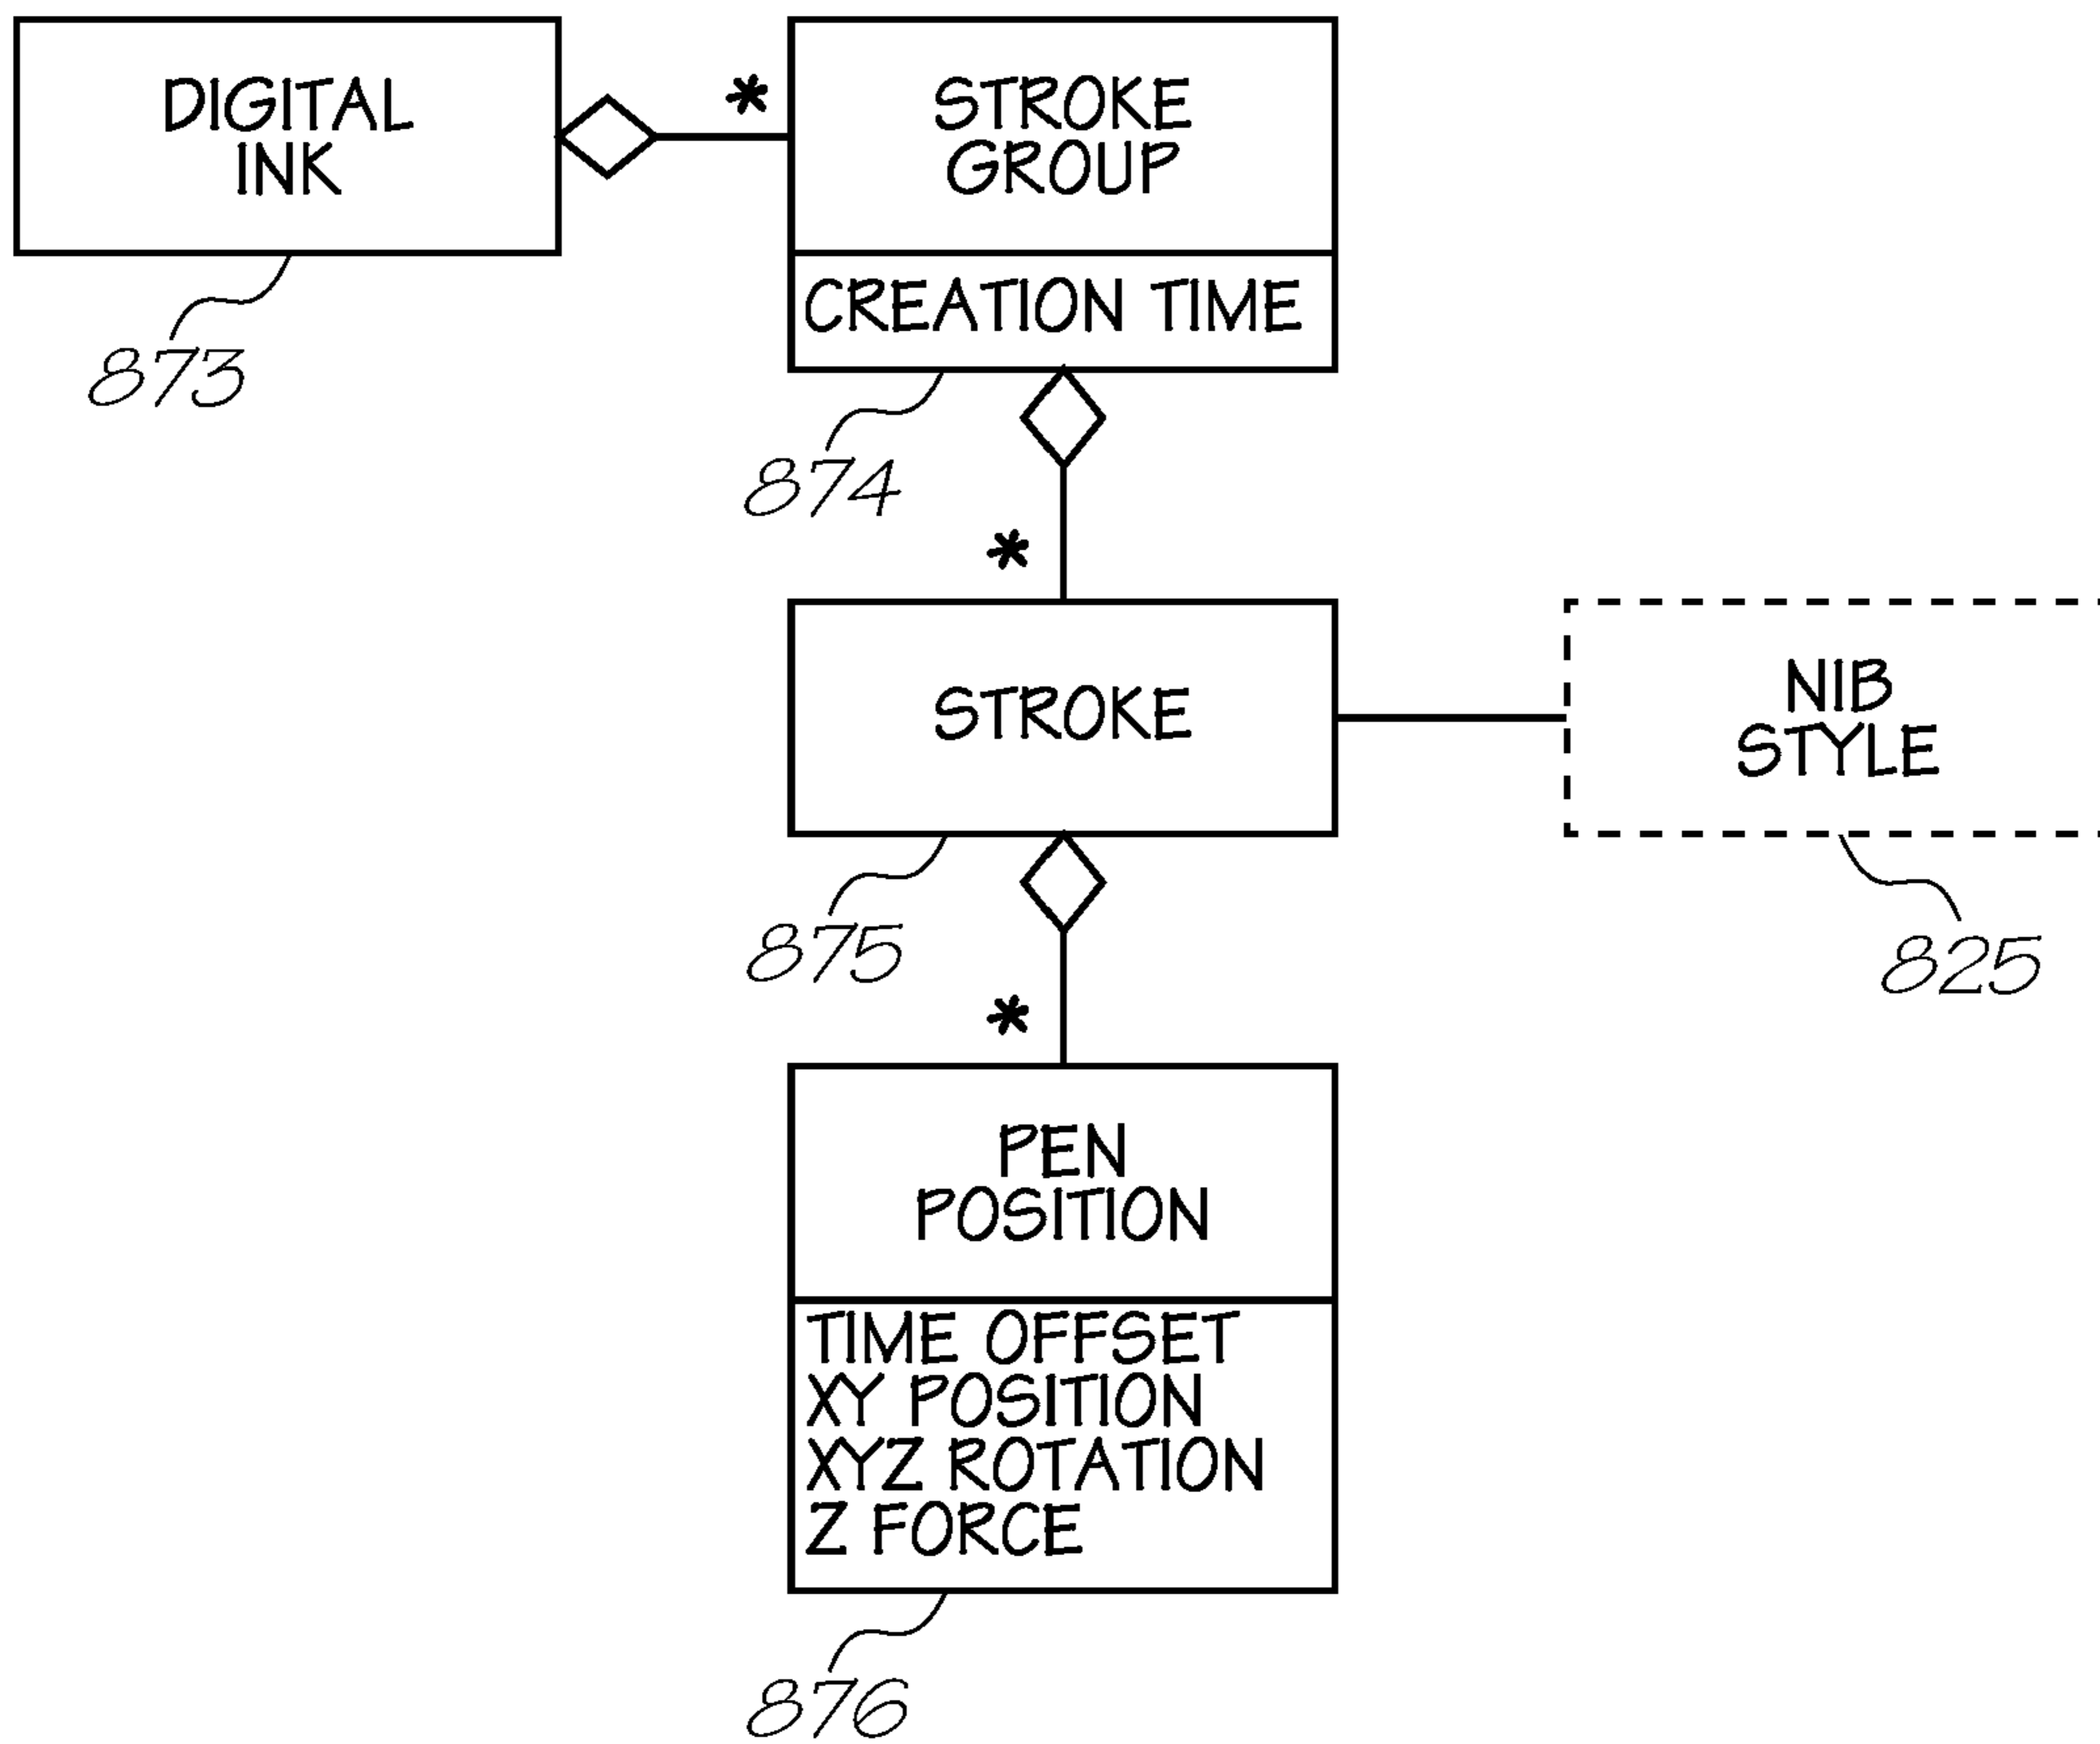 DIGITAL
INK
873
*
STROKE
GROUP
CREATION TIME
874
*
STROKE
875
NIB
STYLE
825
*
PEN
POSITION
TIME OFFSET
XY POSITION
XYZ ROTATION
Z FORCE
876